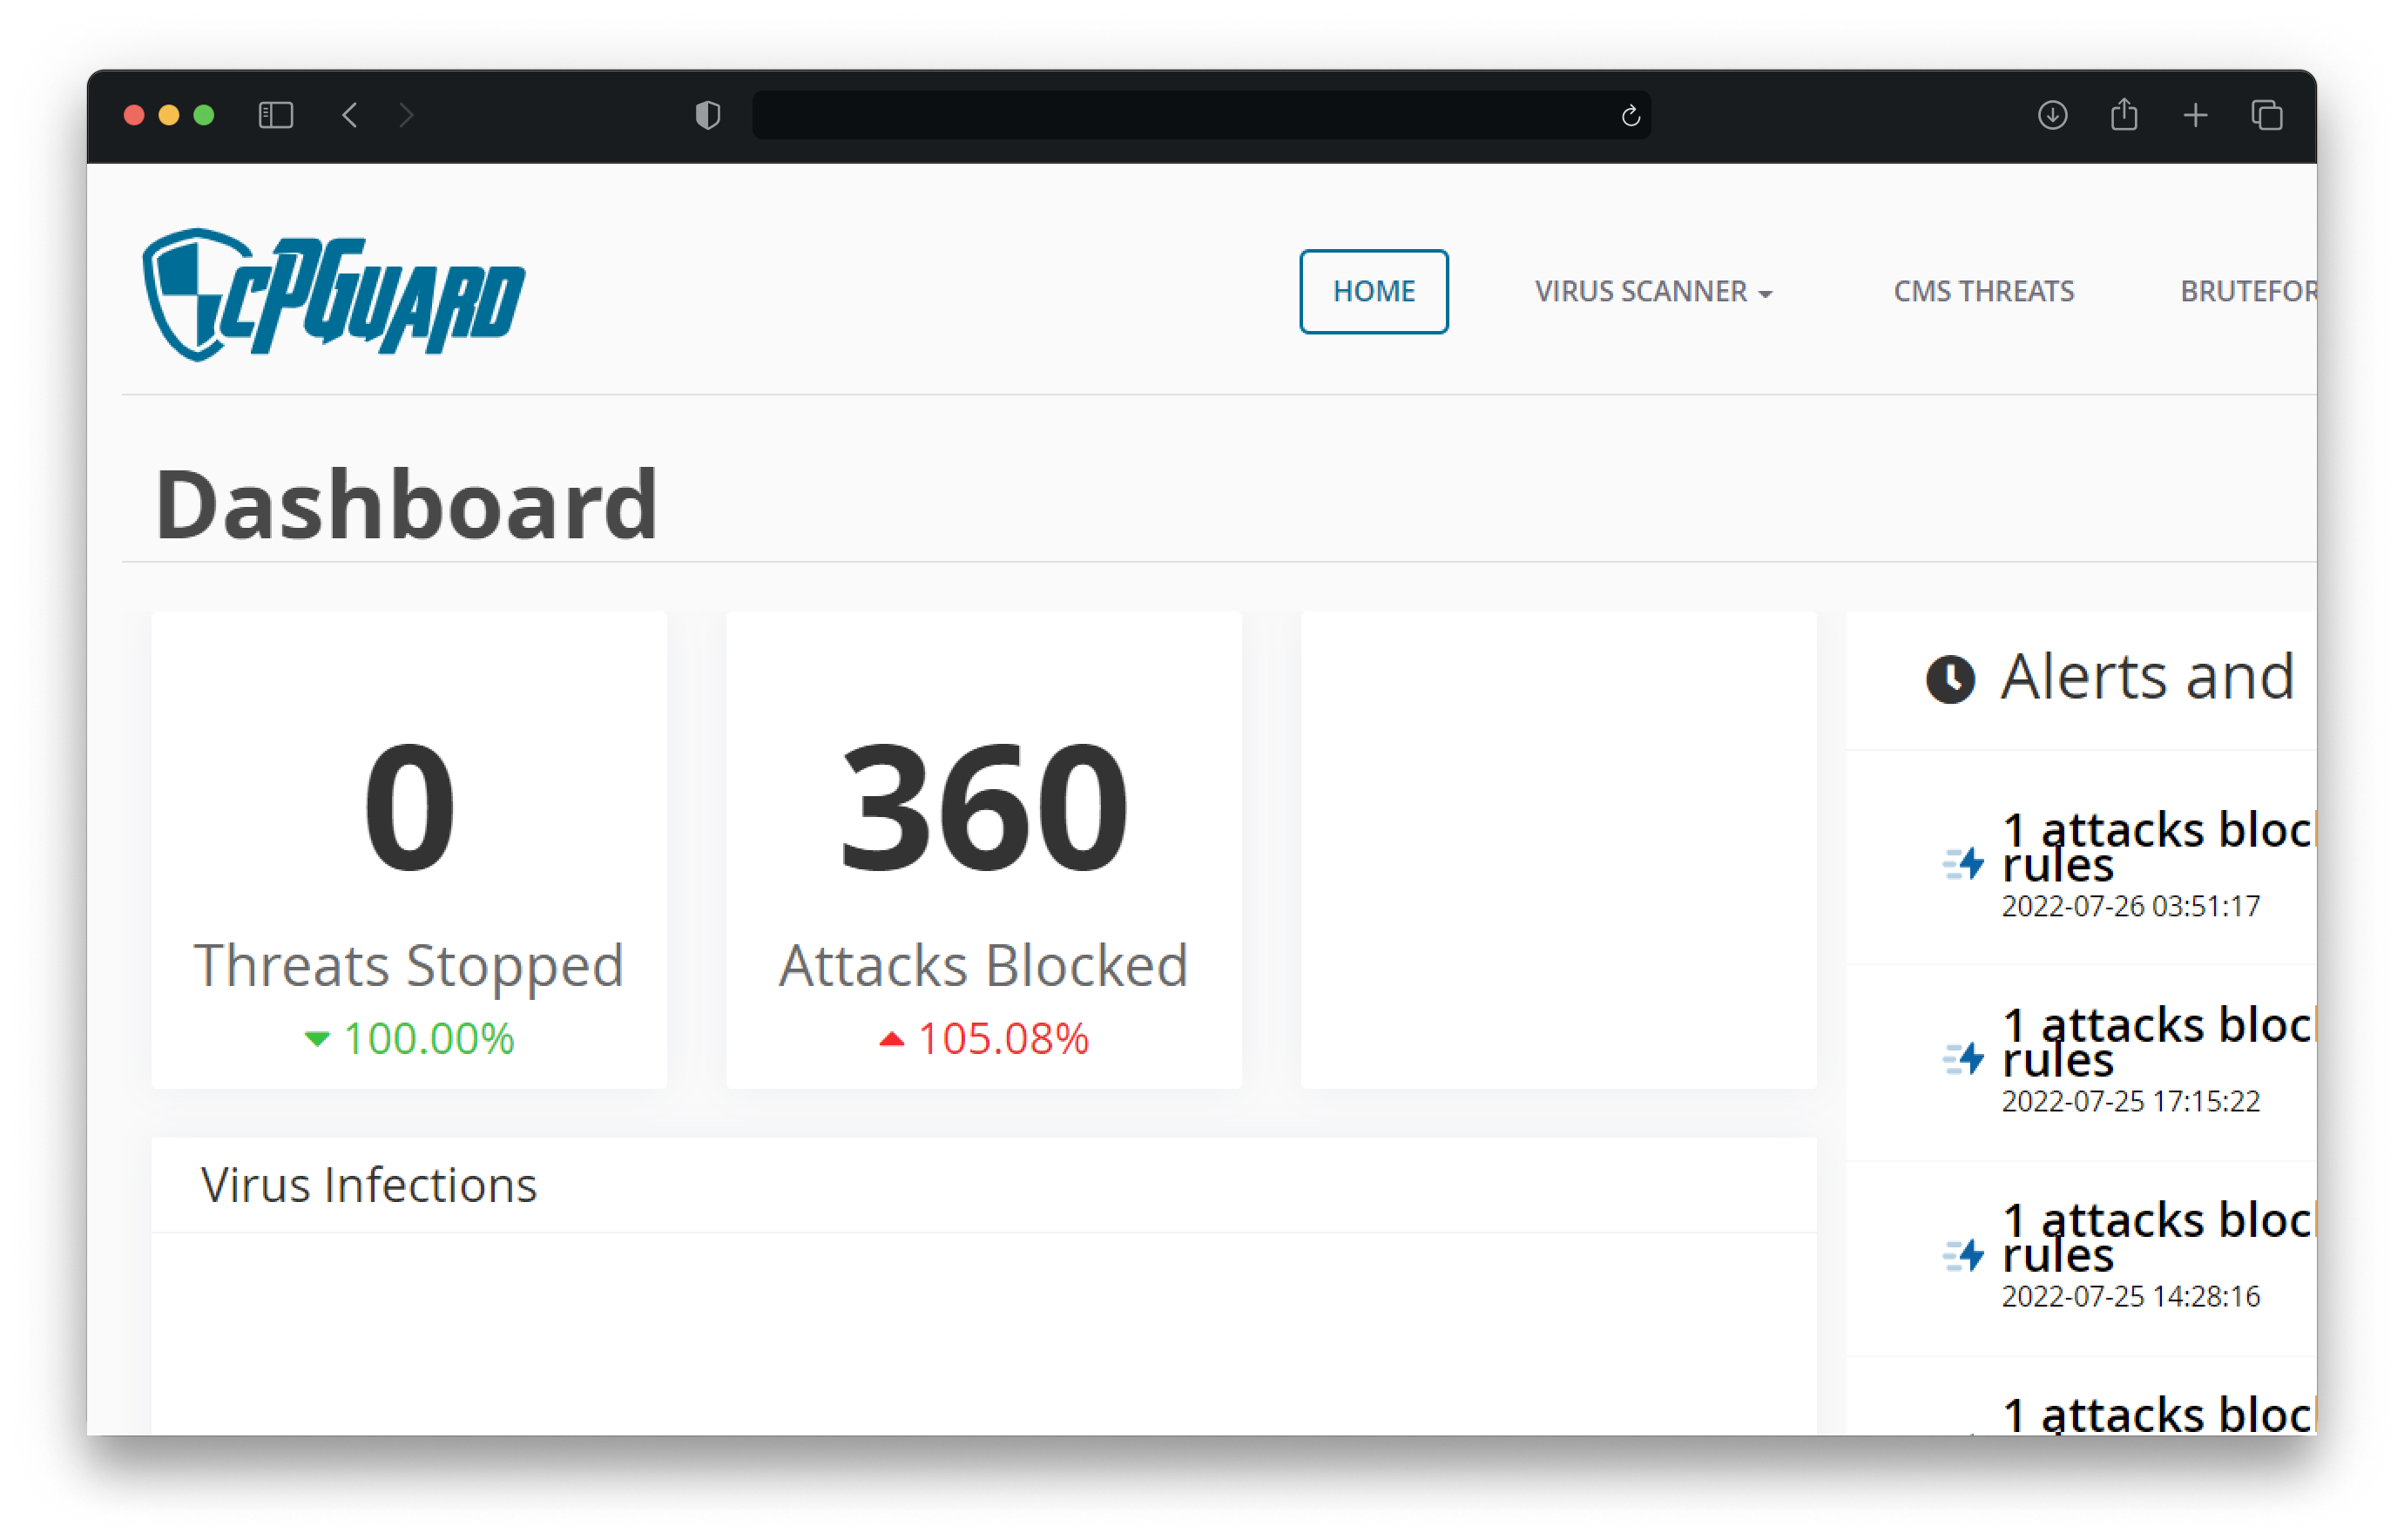 cPGuard
HOME
VIRUS SCANNER
CMS THREATS
BRUTEFOR
Dashboard
0
Threats Stopped
100.00%
360
Attacks Blocked
105.08%
Virus Infections
Alerts and
1 attacks bloc
rules
2022-07-26 03:51:17
1 attacks bloc
rules
2022-07-25 17:15:22
1 attacks bloc
rules
2022-07-25 14:28:16
1 attacks bloc